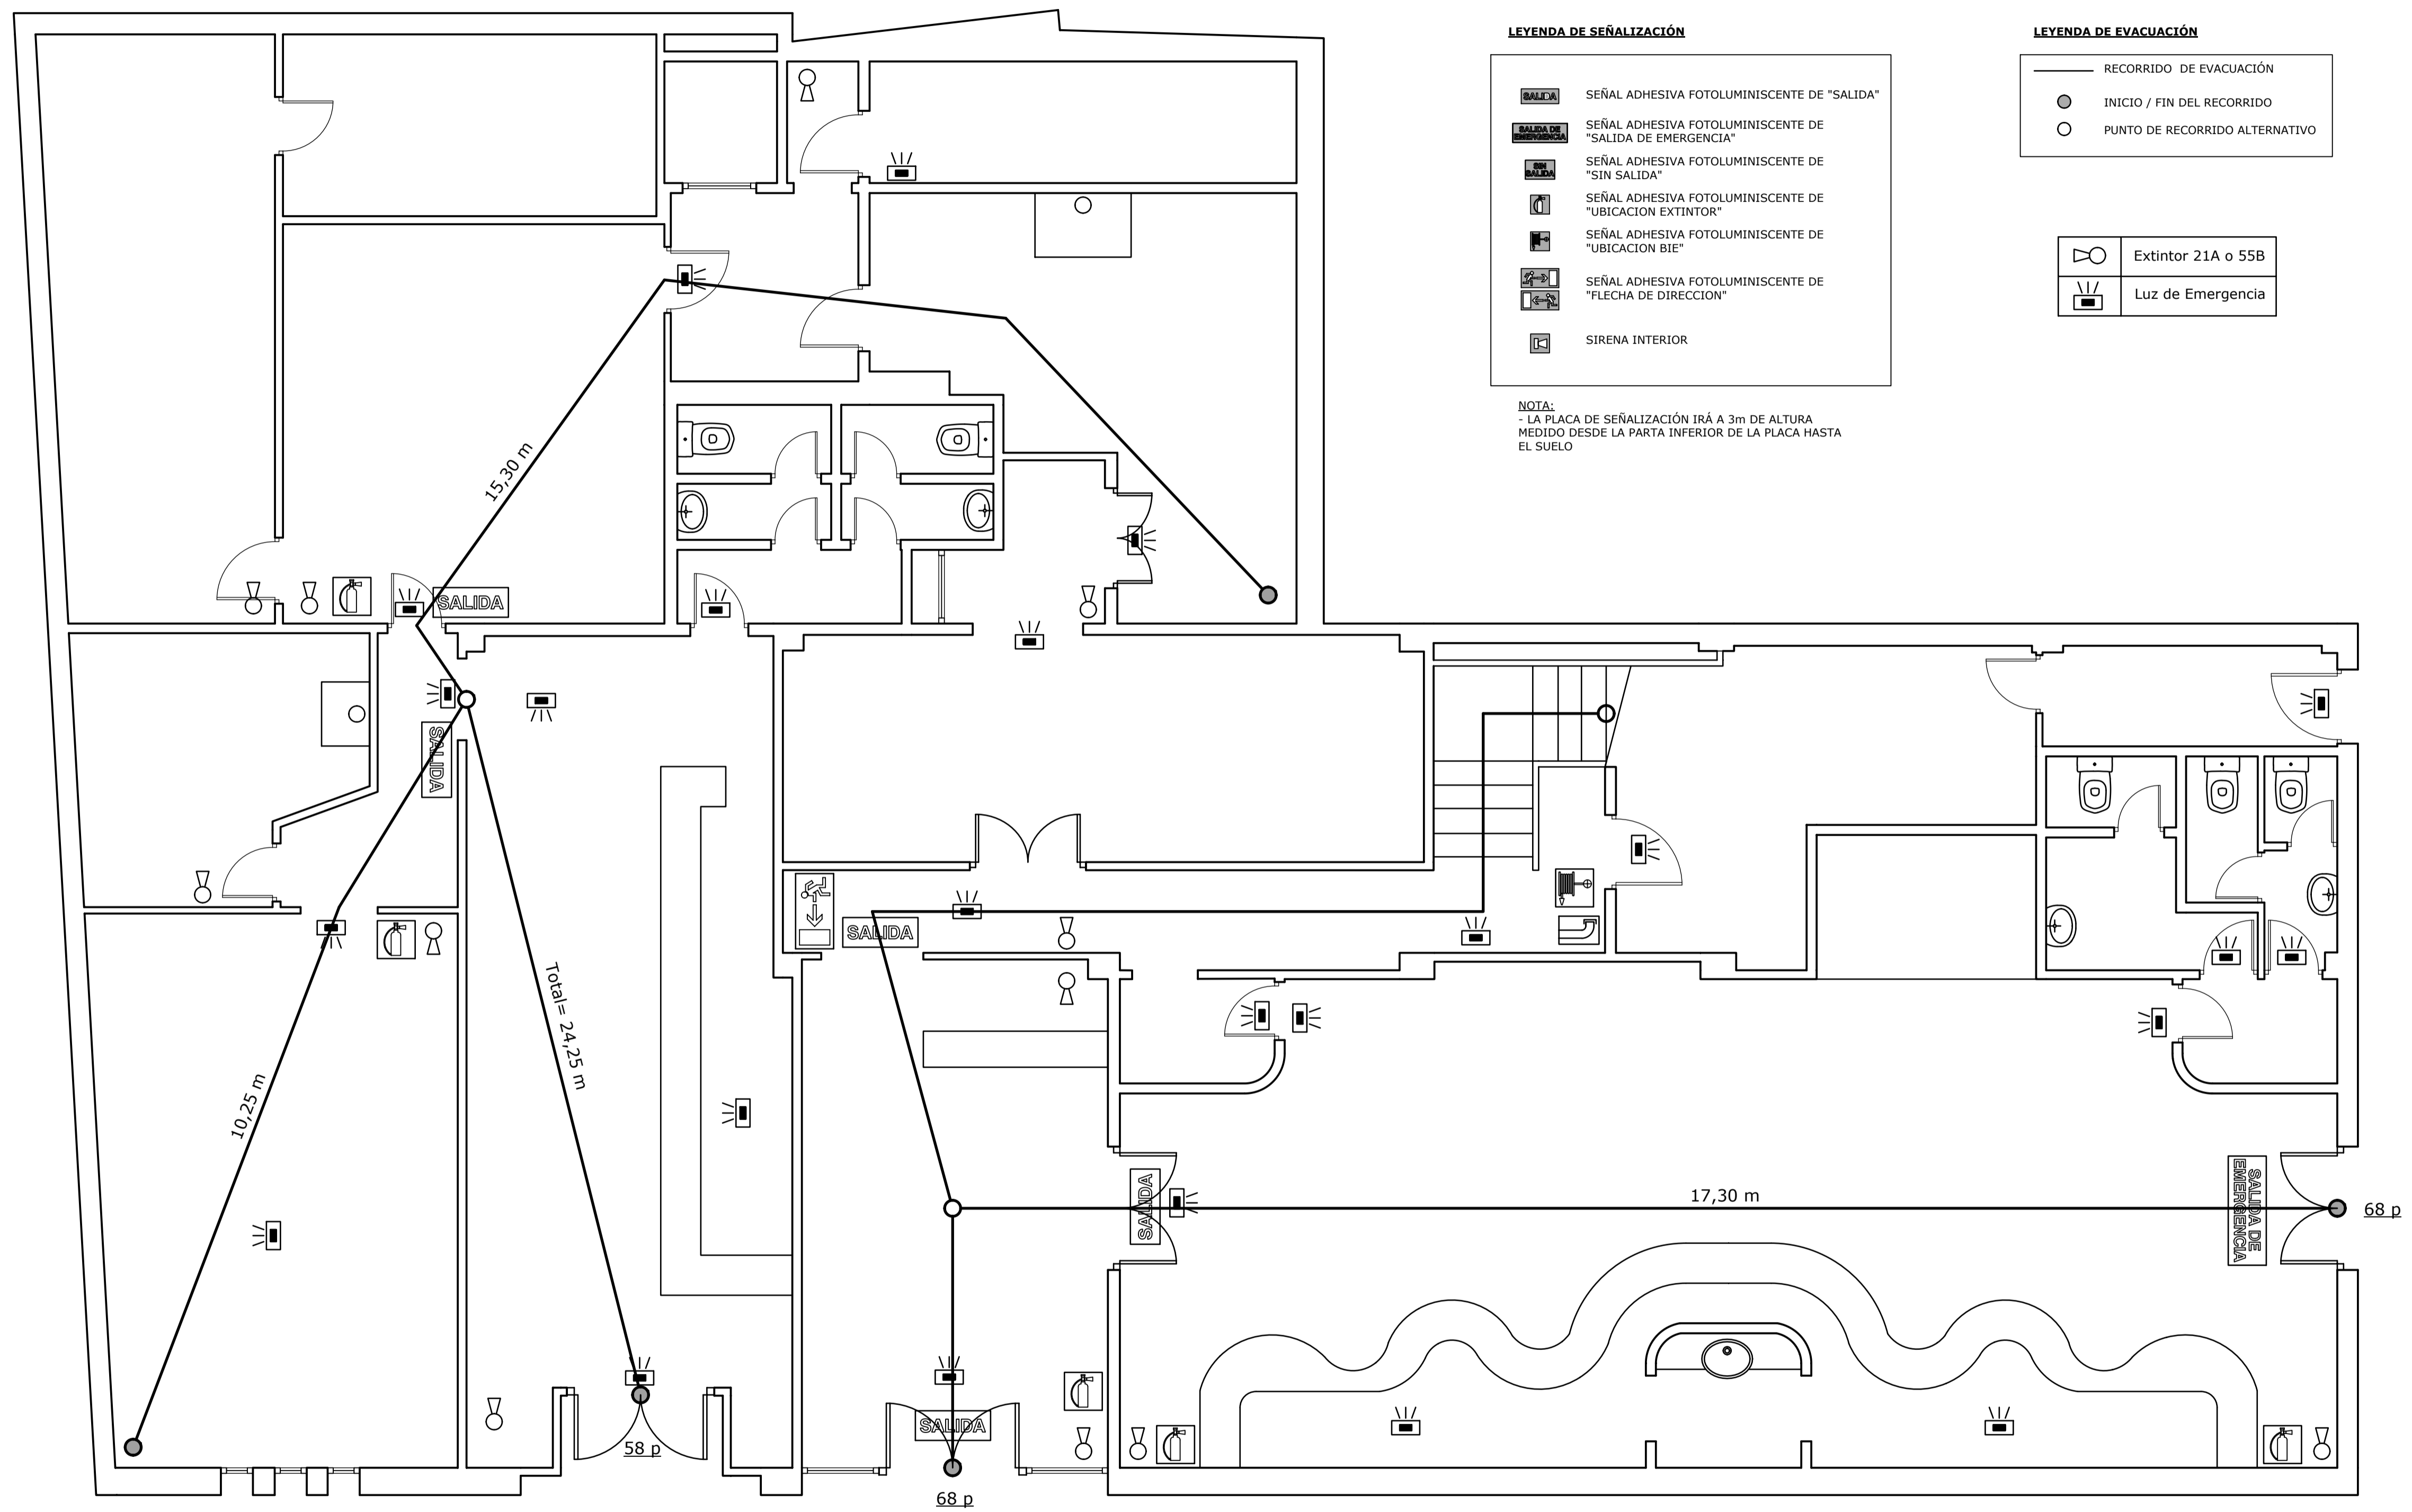 LEYENDA DE SEÑALIZACIÓN
SALIDA
SEÑAL ADHESIVA FOTOLUMINISCENTE DE "SALIDA"
SALIDA DE
EMERGENCIA
SEÑAL ADHESIVA FOTOLUMINISCENTE DE
"SALIDA DE EMERGENCIA"
SIN
SALIDA
SEÑAL ADHESIVA FOTOLUMINISCENTE DE
"SIN SALIDA"
SEÑAL ADHESIVA FOTOLUMINISCENTE DE
"UBICACION EXTINTOR"
SEÑAL ADHESIVA FOTOLUMINISCENTE DE
"UBICACION BIE"
SEÑAL ADHESIVA FOTOLUMINISCENTE DE
"FLECHA DE DIRECCION"
SIRENA INTERIOR
NOTA:
- LA PLACA DE SEÑALIZACIÓN IRÁ A 3m DE ALTURA
MEDIDO DESDE LA PARTA INFERIOR DE LA PLACA HASTA
EL SUELO
LEYENDA DE EVACUACIÓN
RECORRIDO DE EVACUACIÓN
INICIO / FIN DEL RECORRIDO
PUNTO DE RECORRIDO ALTERNATIVO
Extintor 21A o 55B
Luz de Emergencia
15,30 m
SALIDA
SALIDA
SALIDA
10,25 m
Total= 24,25 m
SALIDA
17,30 m
SALIDA DE
EMERGENCIA
68 p
SALIDA
58 p
68 p